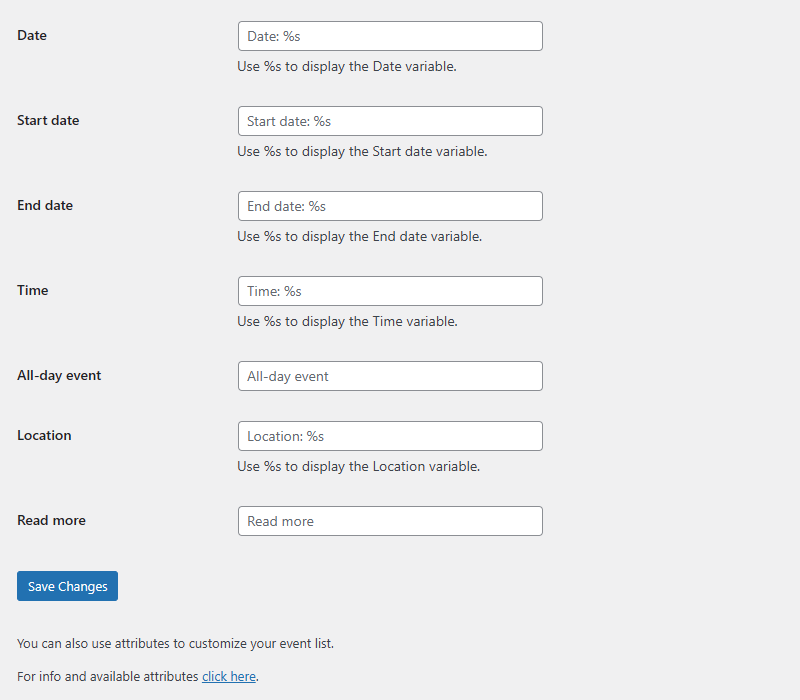 Date
Date: %s
Use %s to display the Date variable.
Start date
Start date: %s
Use %s to display the Start date variable.
End date
End date: %s
Use %s to display the End date variable.
Time
Time: %s
Use %s to display the Time variable.
All-day event
All-day event
Location
Location: %s
Use %s to display the Location variable.
Read more
Read more
Save Changes
You can also use attributes to customize your event list.
For info and available attributes click here.